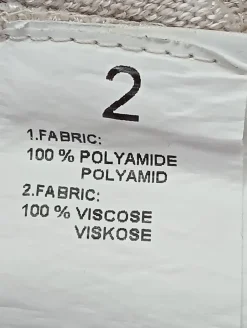 2
1.FABRIC:
100 % POLYAMIDE
POLYAMID
2.FABRIC:
100 % VISCOSE
VISKOSE